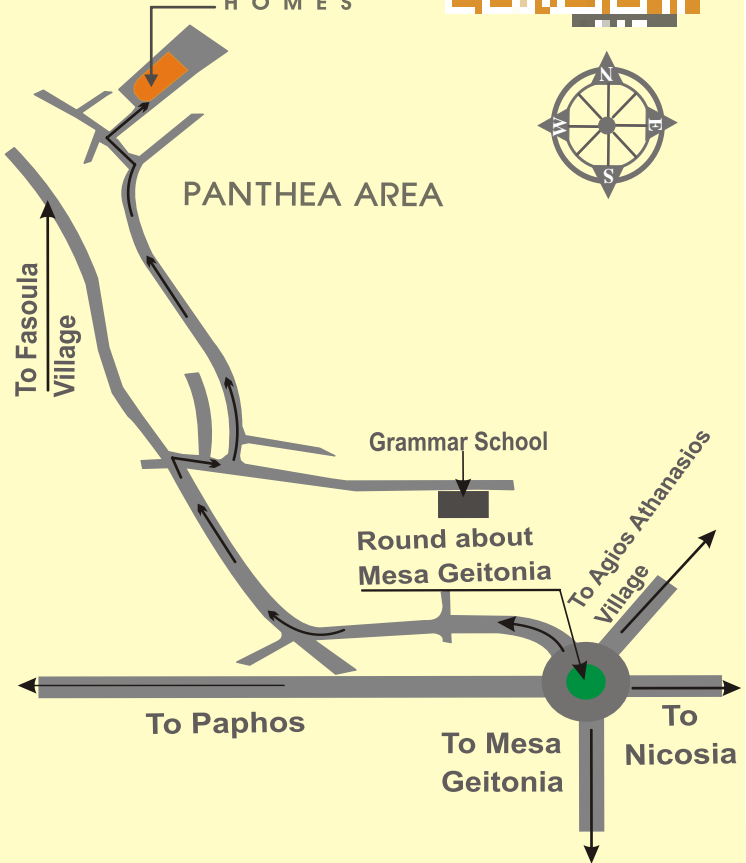 HOMES
N
W
E
S
PANTHEA AREA
To Fasoula
Village
Grammar School
Round about
Mesa Geitonia
To Agios Athanasios
Village
To Paphos
To Mesa
Geitonia
To
Nicosia